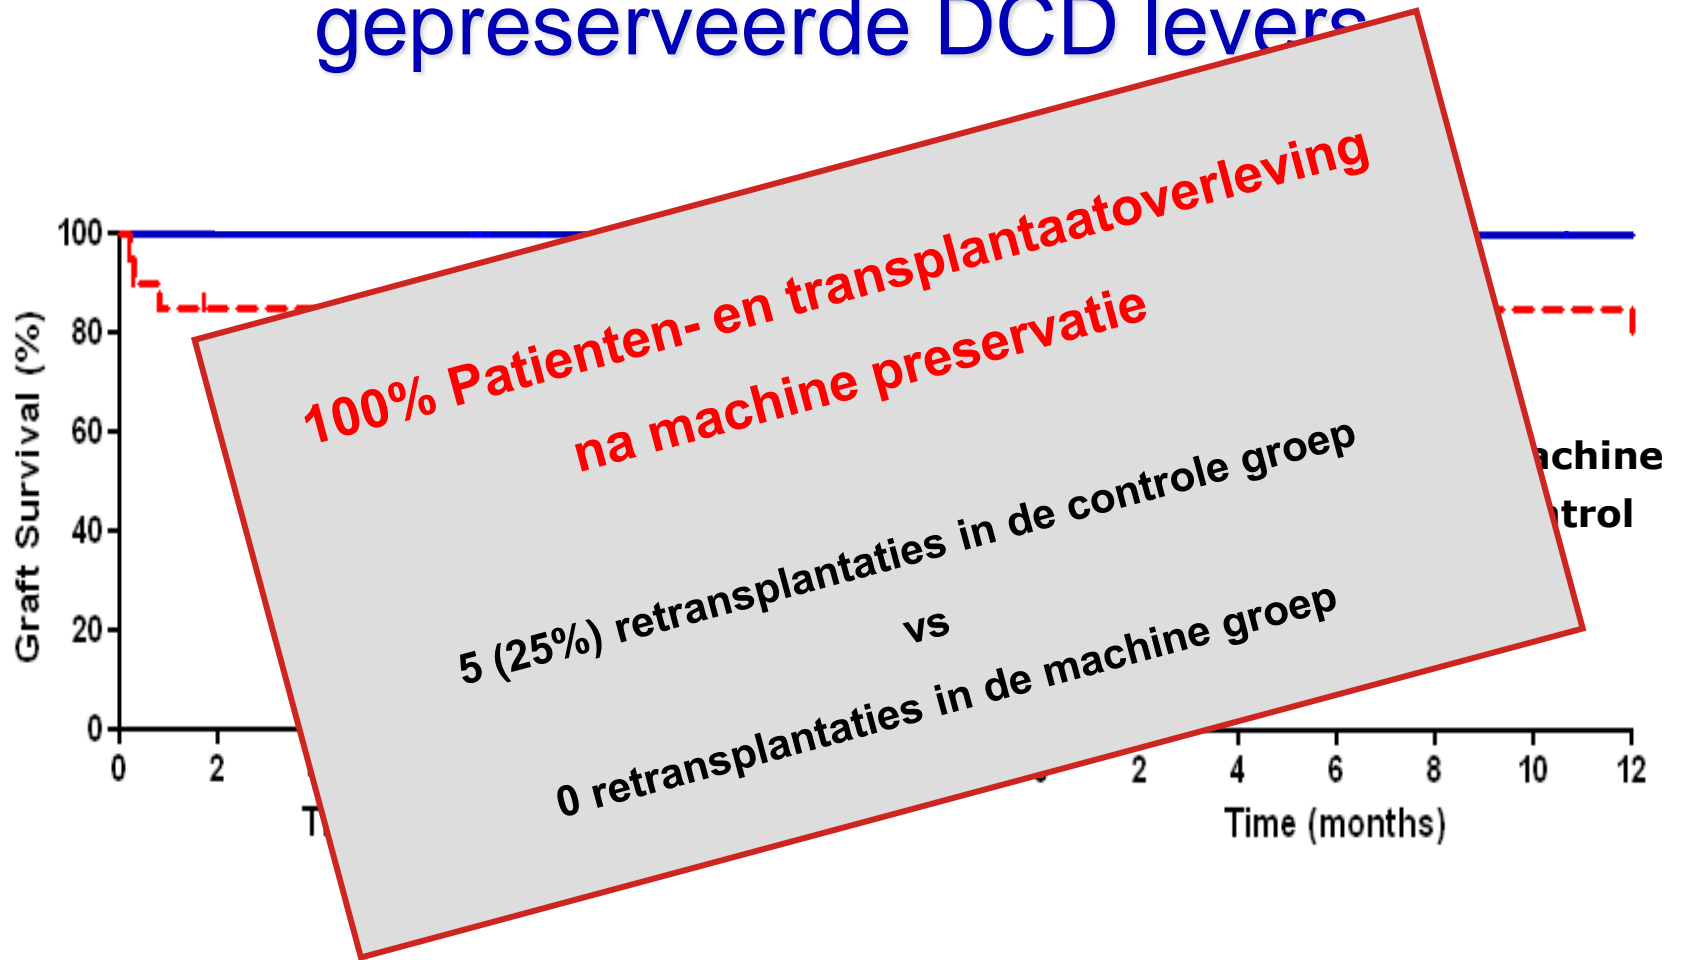 gepreserveerde DCD levers
100% Patienten- en transplantaatoverleving
na machine preservatie
5 (25%) retransplantaties in de controle groep
vs
0 retransplantaties in de machine groep
Graft Survival (%)
100
80
60
40
20
0
0 2
2 4 6 8 10 12
Time (months)
achine
trol